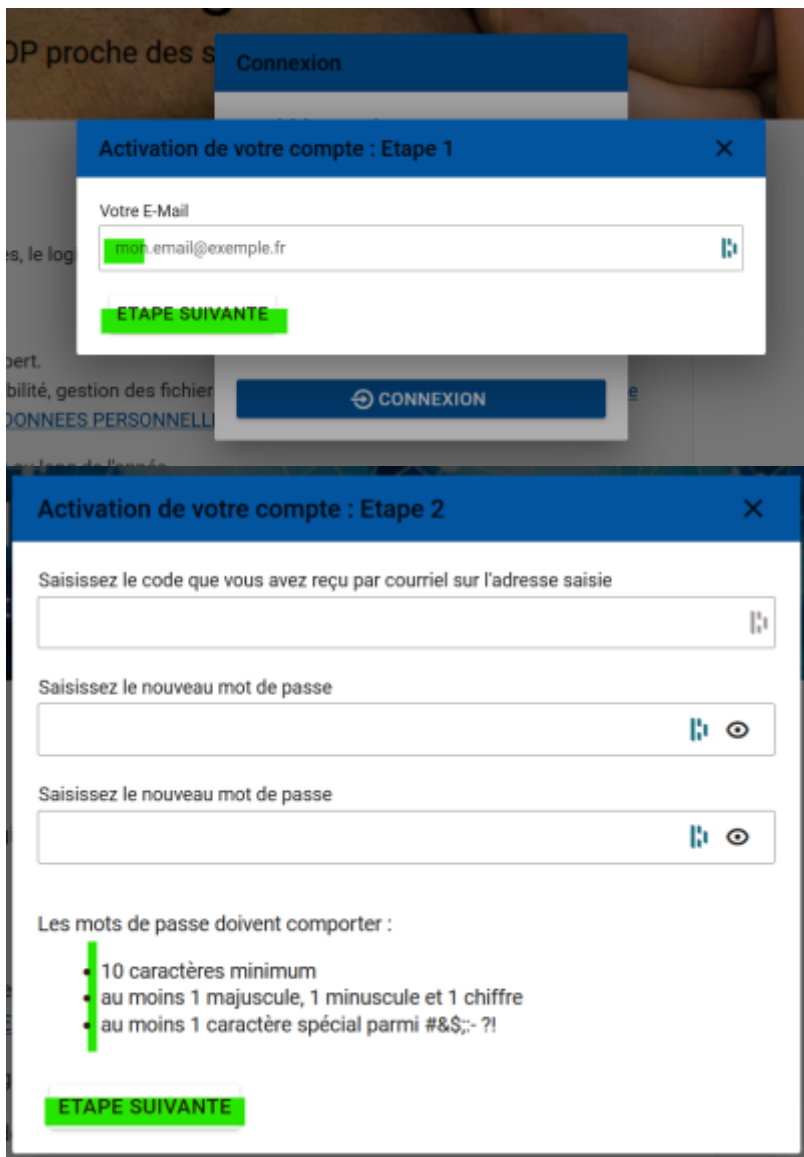 OP proche des s
Connexion
Activation de votre compte : Etape 1
Votre E-Mail
es, le log
mon.email@exemple.fr
ETAPE SUIVANTE
pert.
bilité, gestion des fichier
CONNEXION
DONNEES PERSONNELL
Activation de votre compte : Etape 2
Saisissez le code que vous avez reçu par courriel sur l'adresse saisie
Saisissez le nouveau mot de passe
Saisissez le nouveau mot de passe
Les mots de passe doivent comporter :
• 10 caractères minimum
• au moins 1 majuscule, 1 minuscule et 1 chiffre
• au moins 1 caractère spécial parmi #&$;:- ?!
ETAPE SUIVANTE